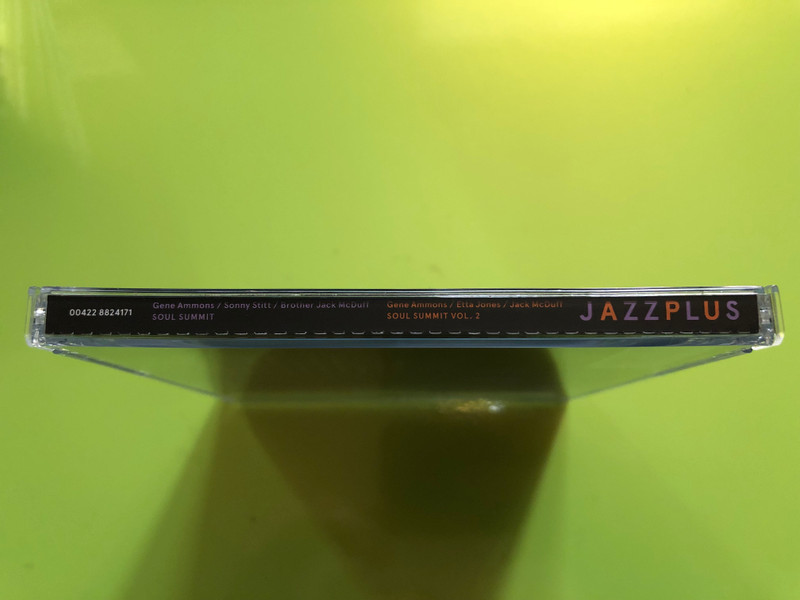 00422 8824171
Gene Ammons / Sonny Stitt / Brother Jack McDuff
SOUL SUMMIT
Gene Ammons / Etta Jones / Jack McDuff
SOUL SUMMIT VOL. 2
JAZZPLUS